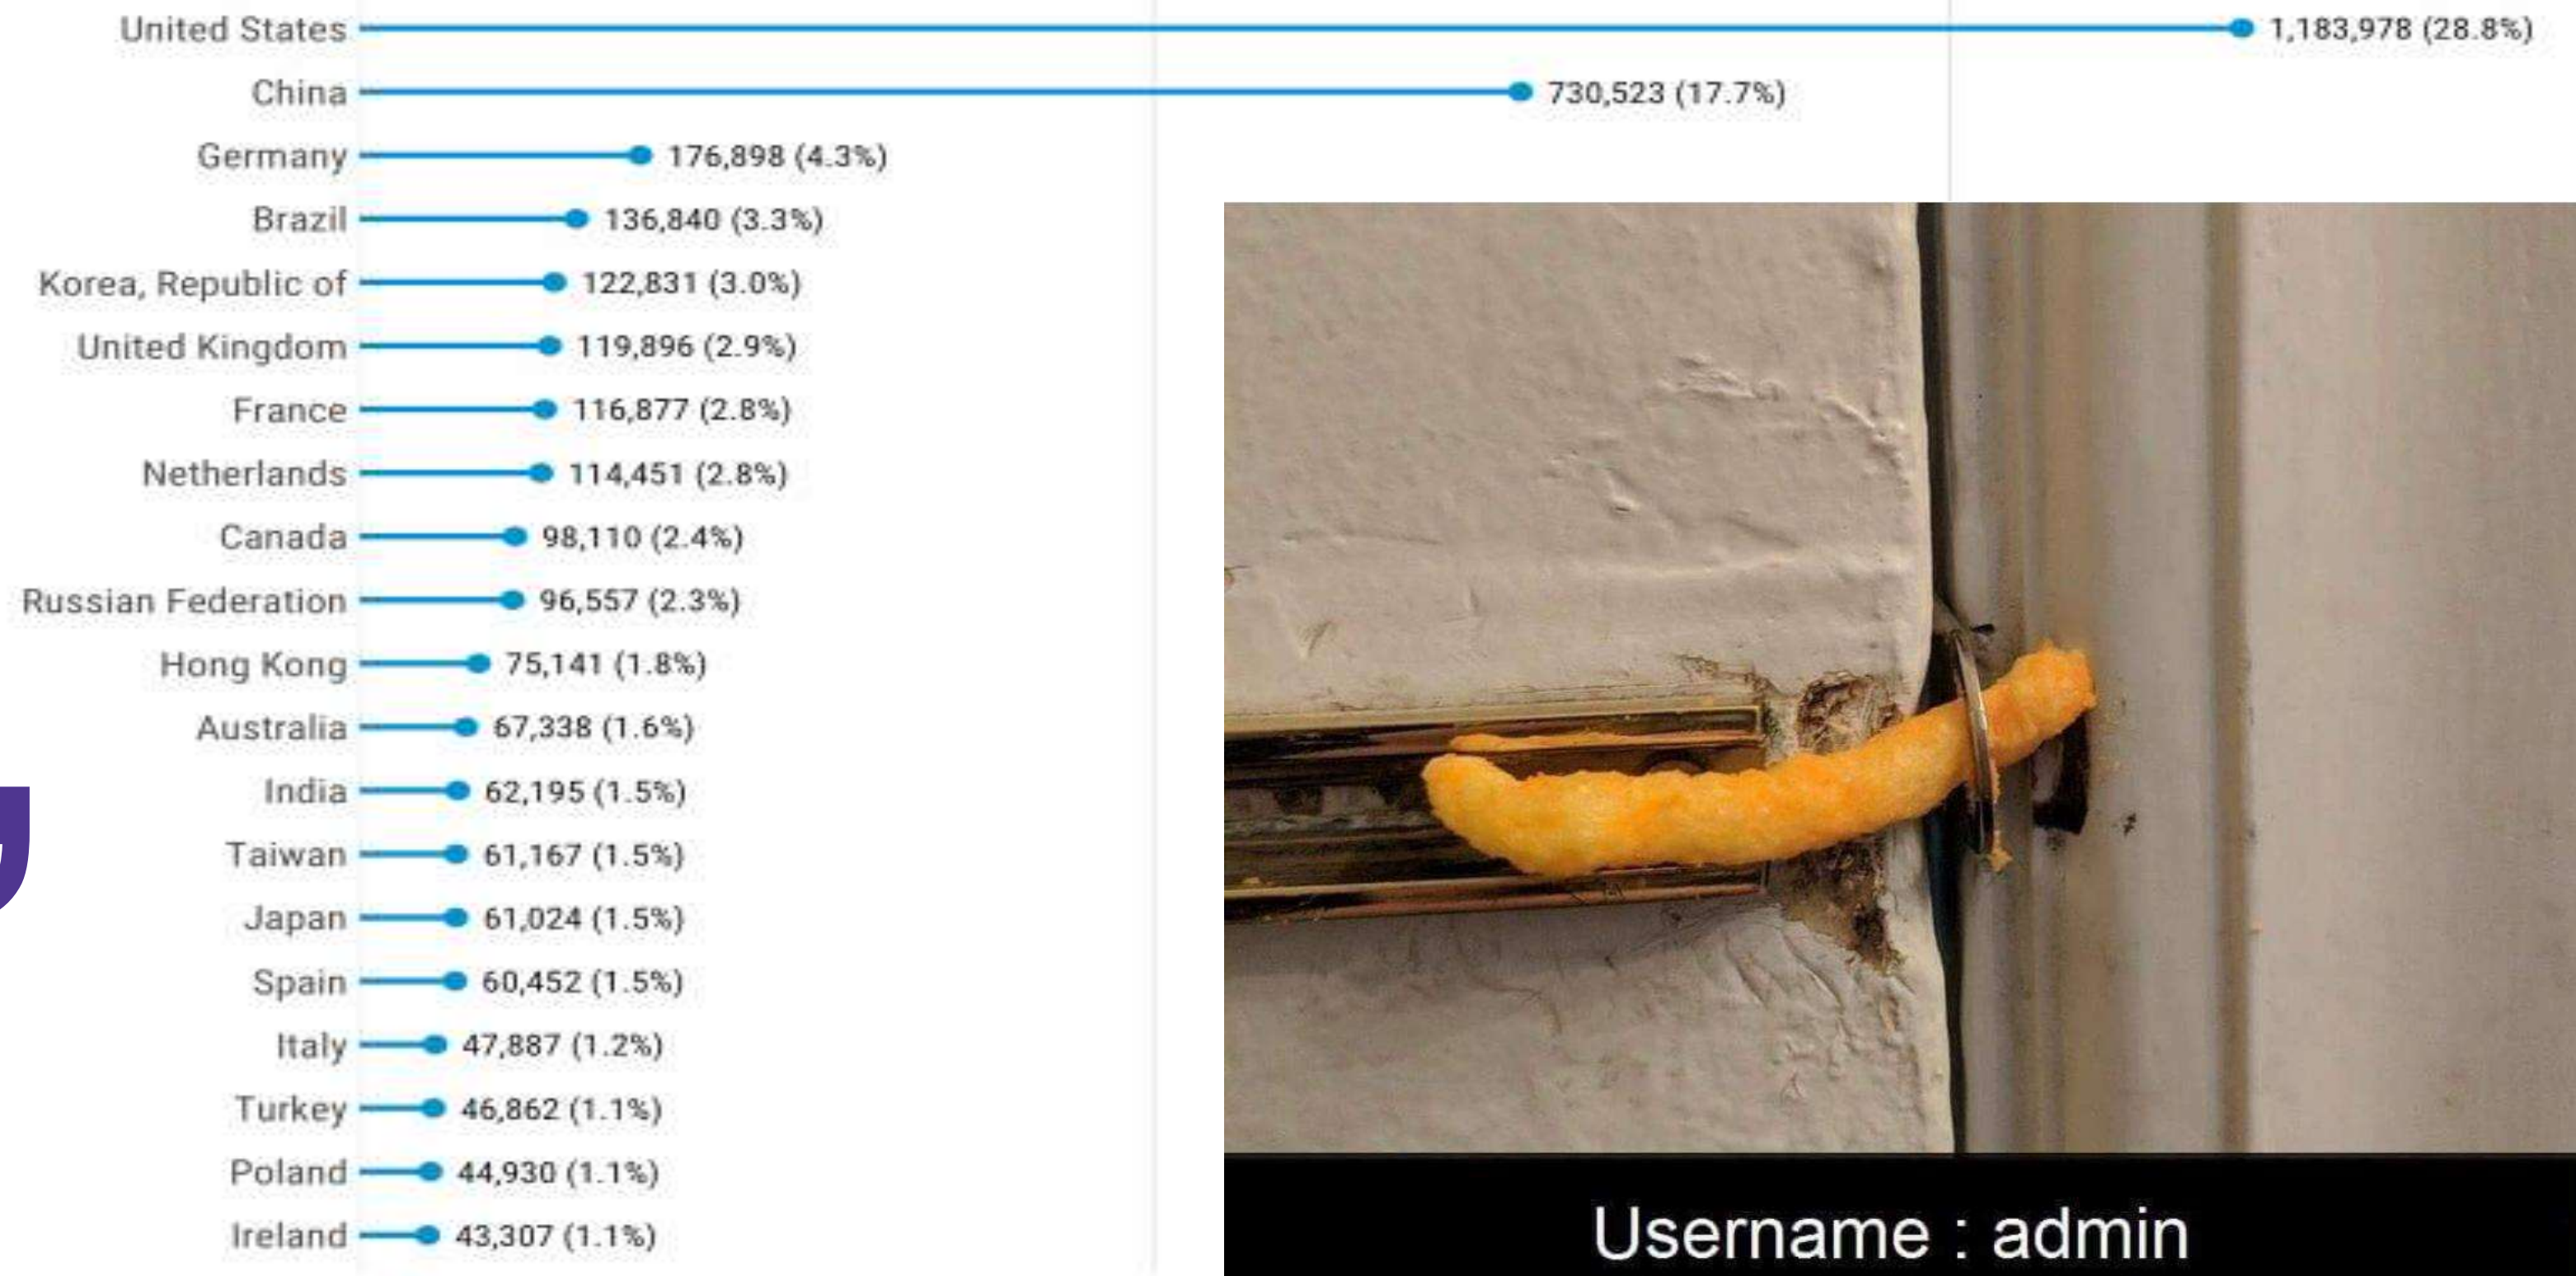 United States 1,183,978 (28.8%)
China 730,523 (17.7%)
Germany 176,898 (4.3%)
Brazil 136,840 (3.3%)
Korea, Republic of 122,831 (3.0%)
United Kingdom 119,896 (2.9%)
France 116,877 (2.8%)
Netherlands 114,451 (2.8%)
Canada 98,110 (2.4%)
Russian Federation 96,557 (2.3%)
Hong Kong 75,141 (1.8%)
Australia 67,338 (1.6%)
India 62,195 (1.5%)
Taiwan 61,167 (1.5%)
Japan 61,024 (1.5%)
Spain 60,452 (1.5%)
Italy 47,887 (1.2%)
Turkey 46,862 (1.1%)
Poland 44,930 (1.1%)
Ireland 43,307 (1.1%)
Username : admin